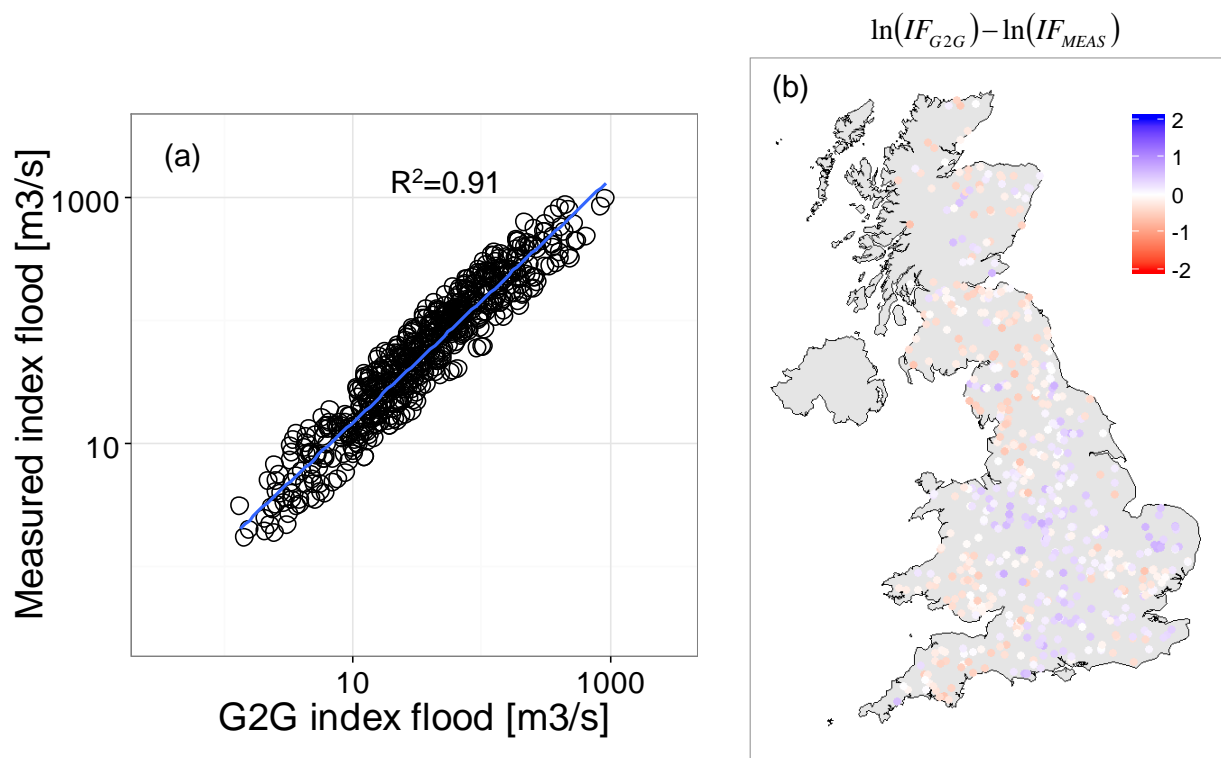 (a)
R²=0.91
Measured index flood [m3/s]
1000
10
10
1000
G2G index flood [m3/s]
ln(IF_G2G)−ln(IF_MEAS)
(b)
2
1
0
-1
-2